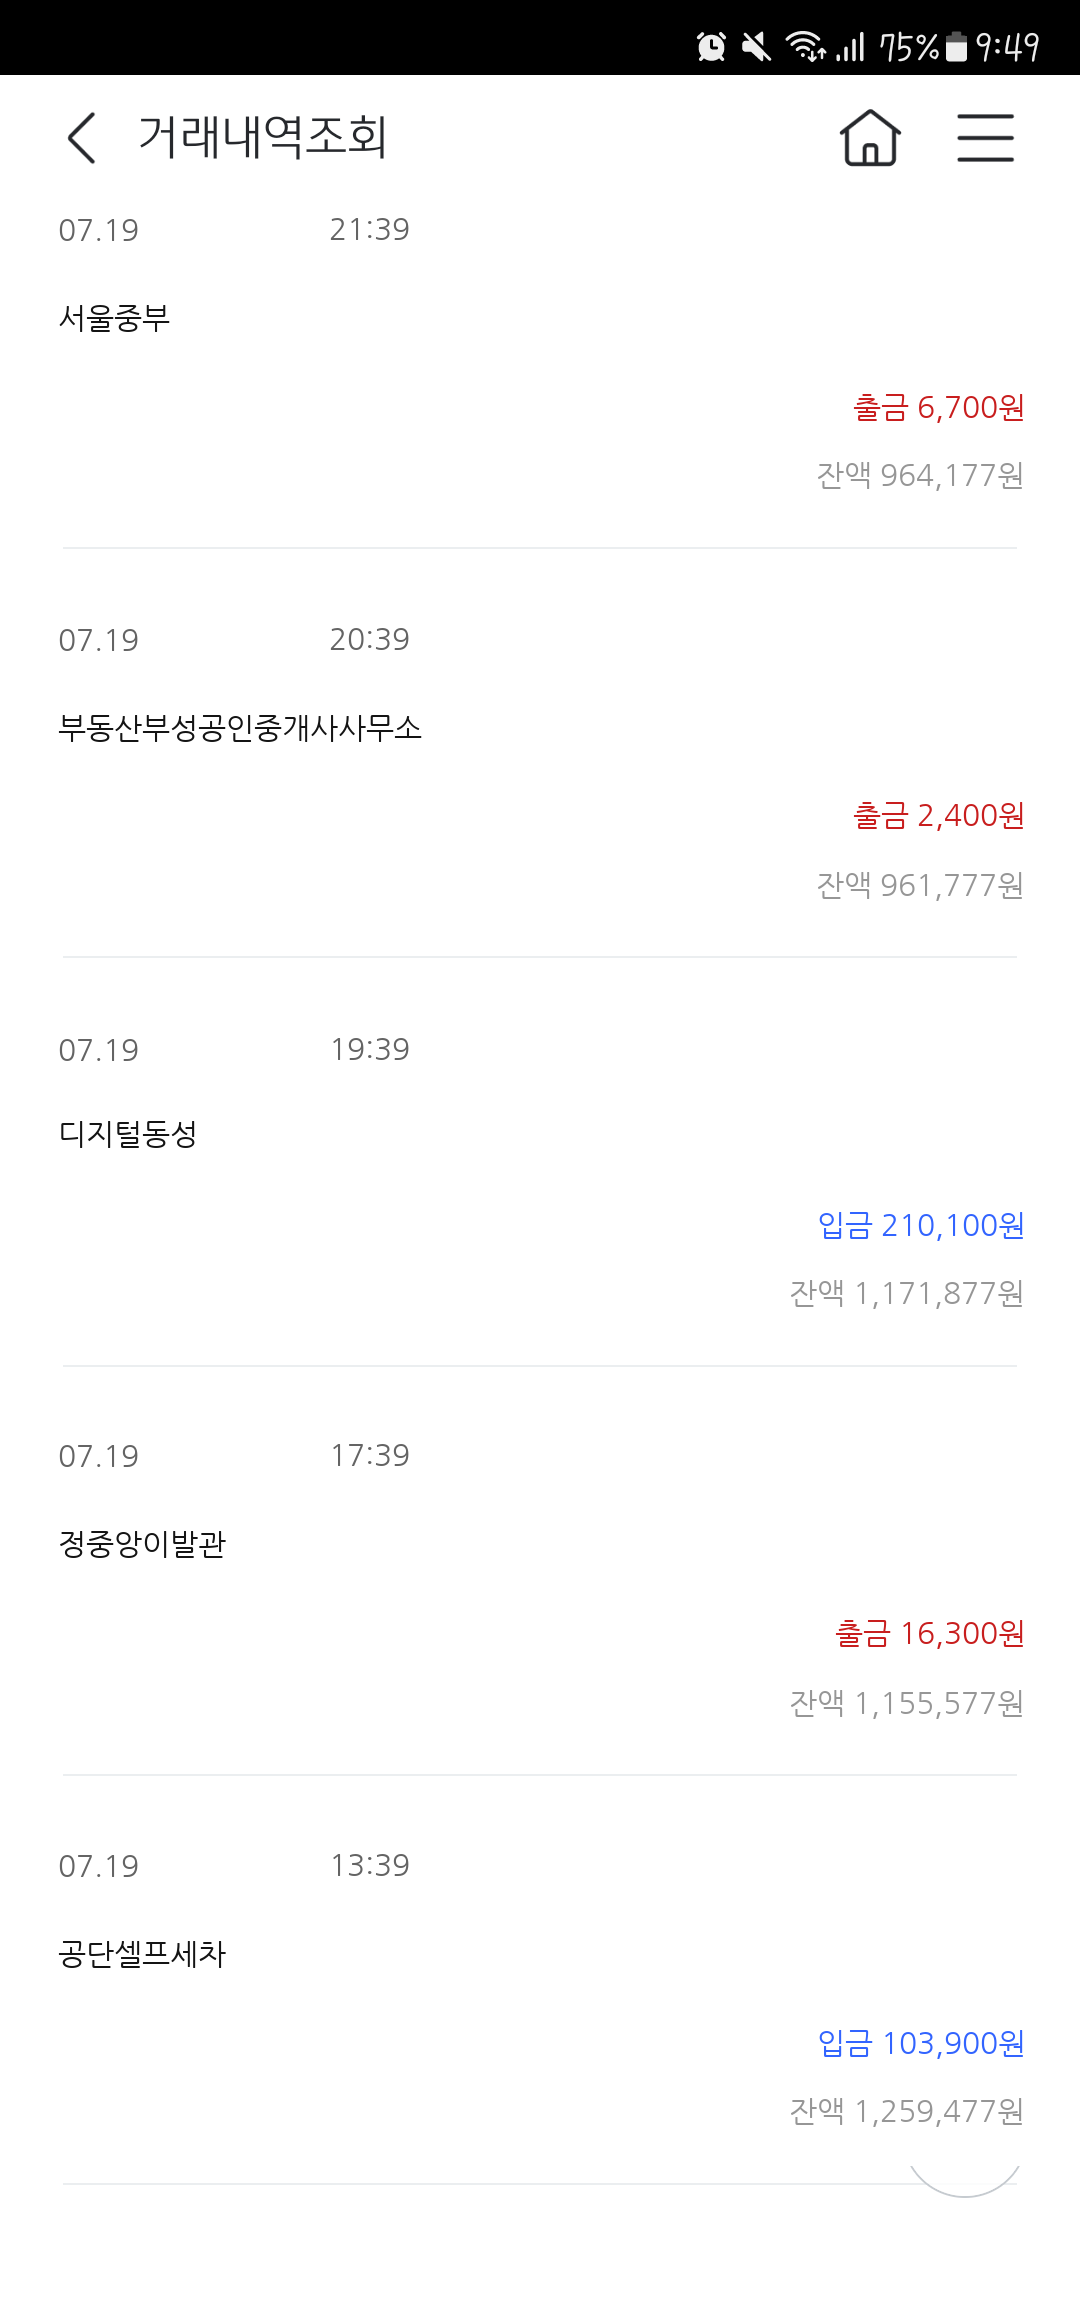 75% 9:49
거래내역조회
07.19 21:39
서울중부
출금 6,700원
잔액 964,177원
07.19 20:39
부동산부성공인중개사사무소
출금 2,400원
잔액 961,777원
07.19 19:39
디지털동성
입금 210,100원
잔액 1,171,877원
07.19 17:39
정중앙이발관
출금 16,300원
잔액 1,155,577원
07.19 13:39
공단셀프세차
입금 103,900원
잔액 1,259,477원